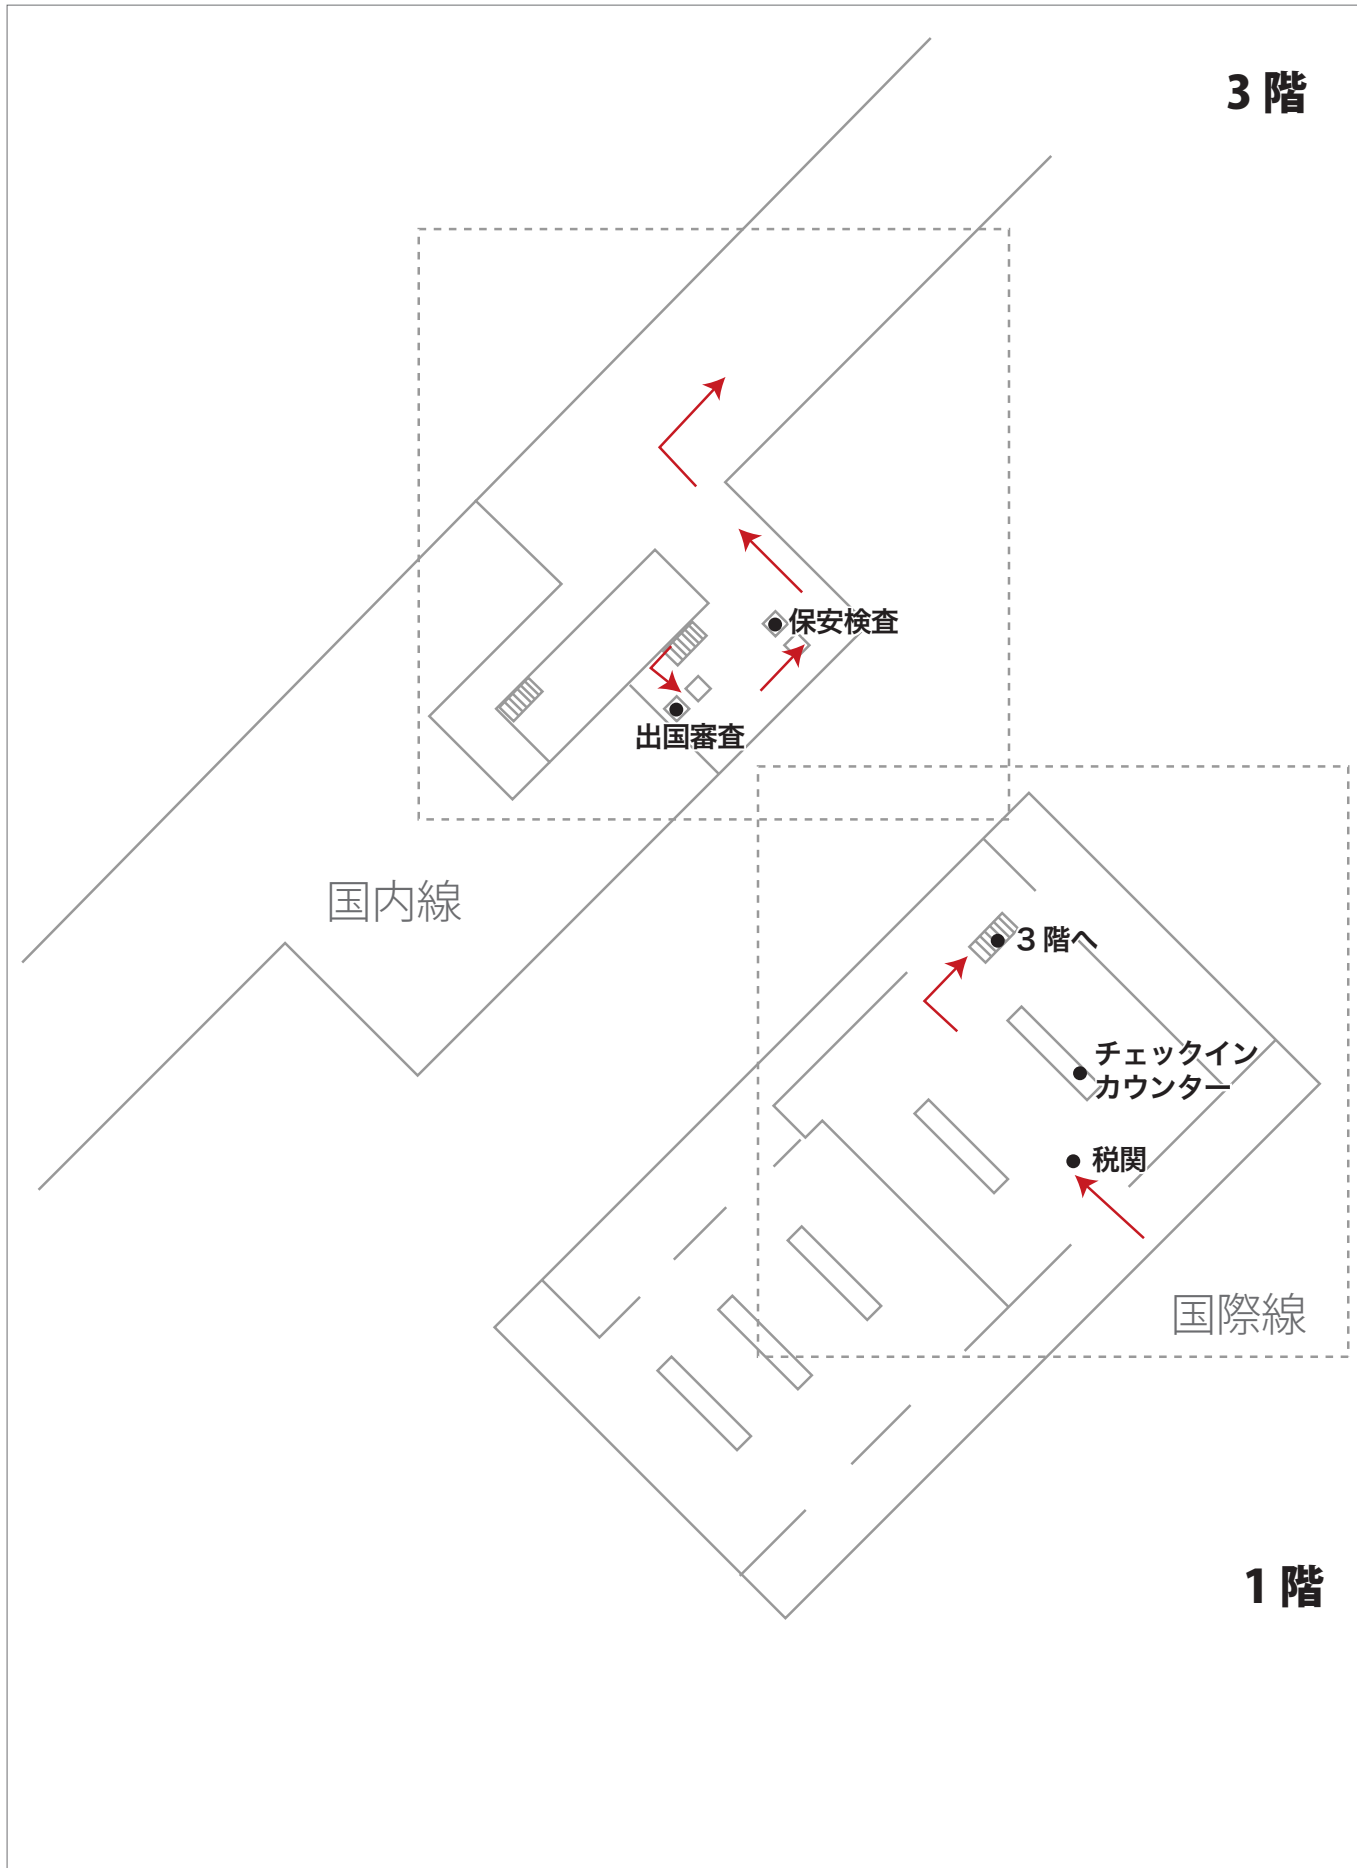 3 階
保安検査
出国審査
国内線
3 階へ
チェックイン
カウンター
税関
国際線
1 階